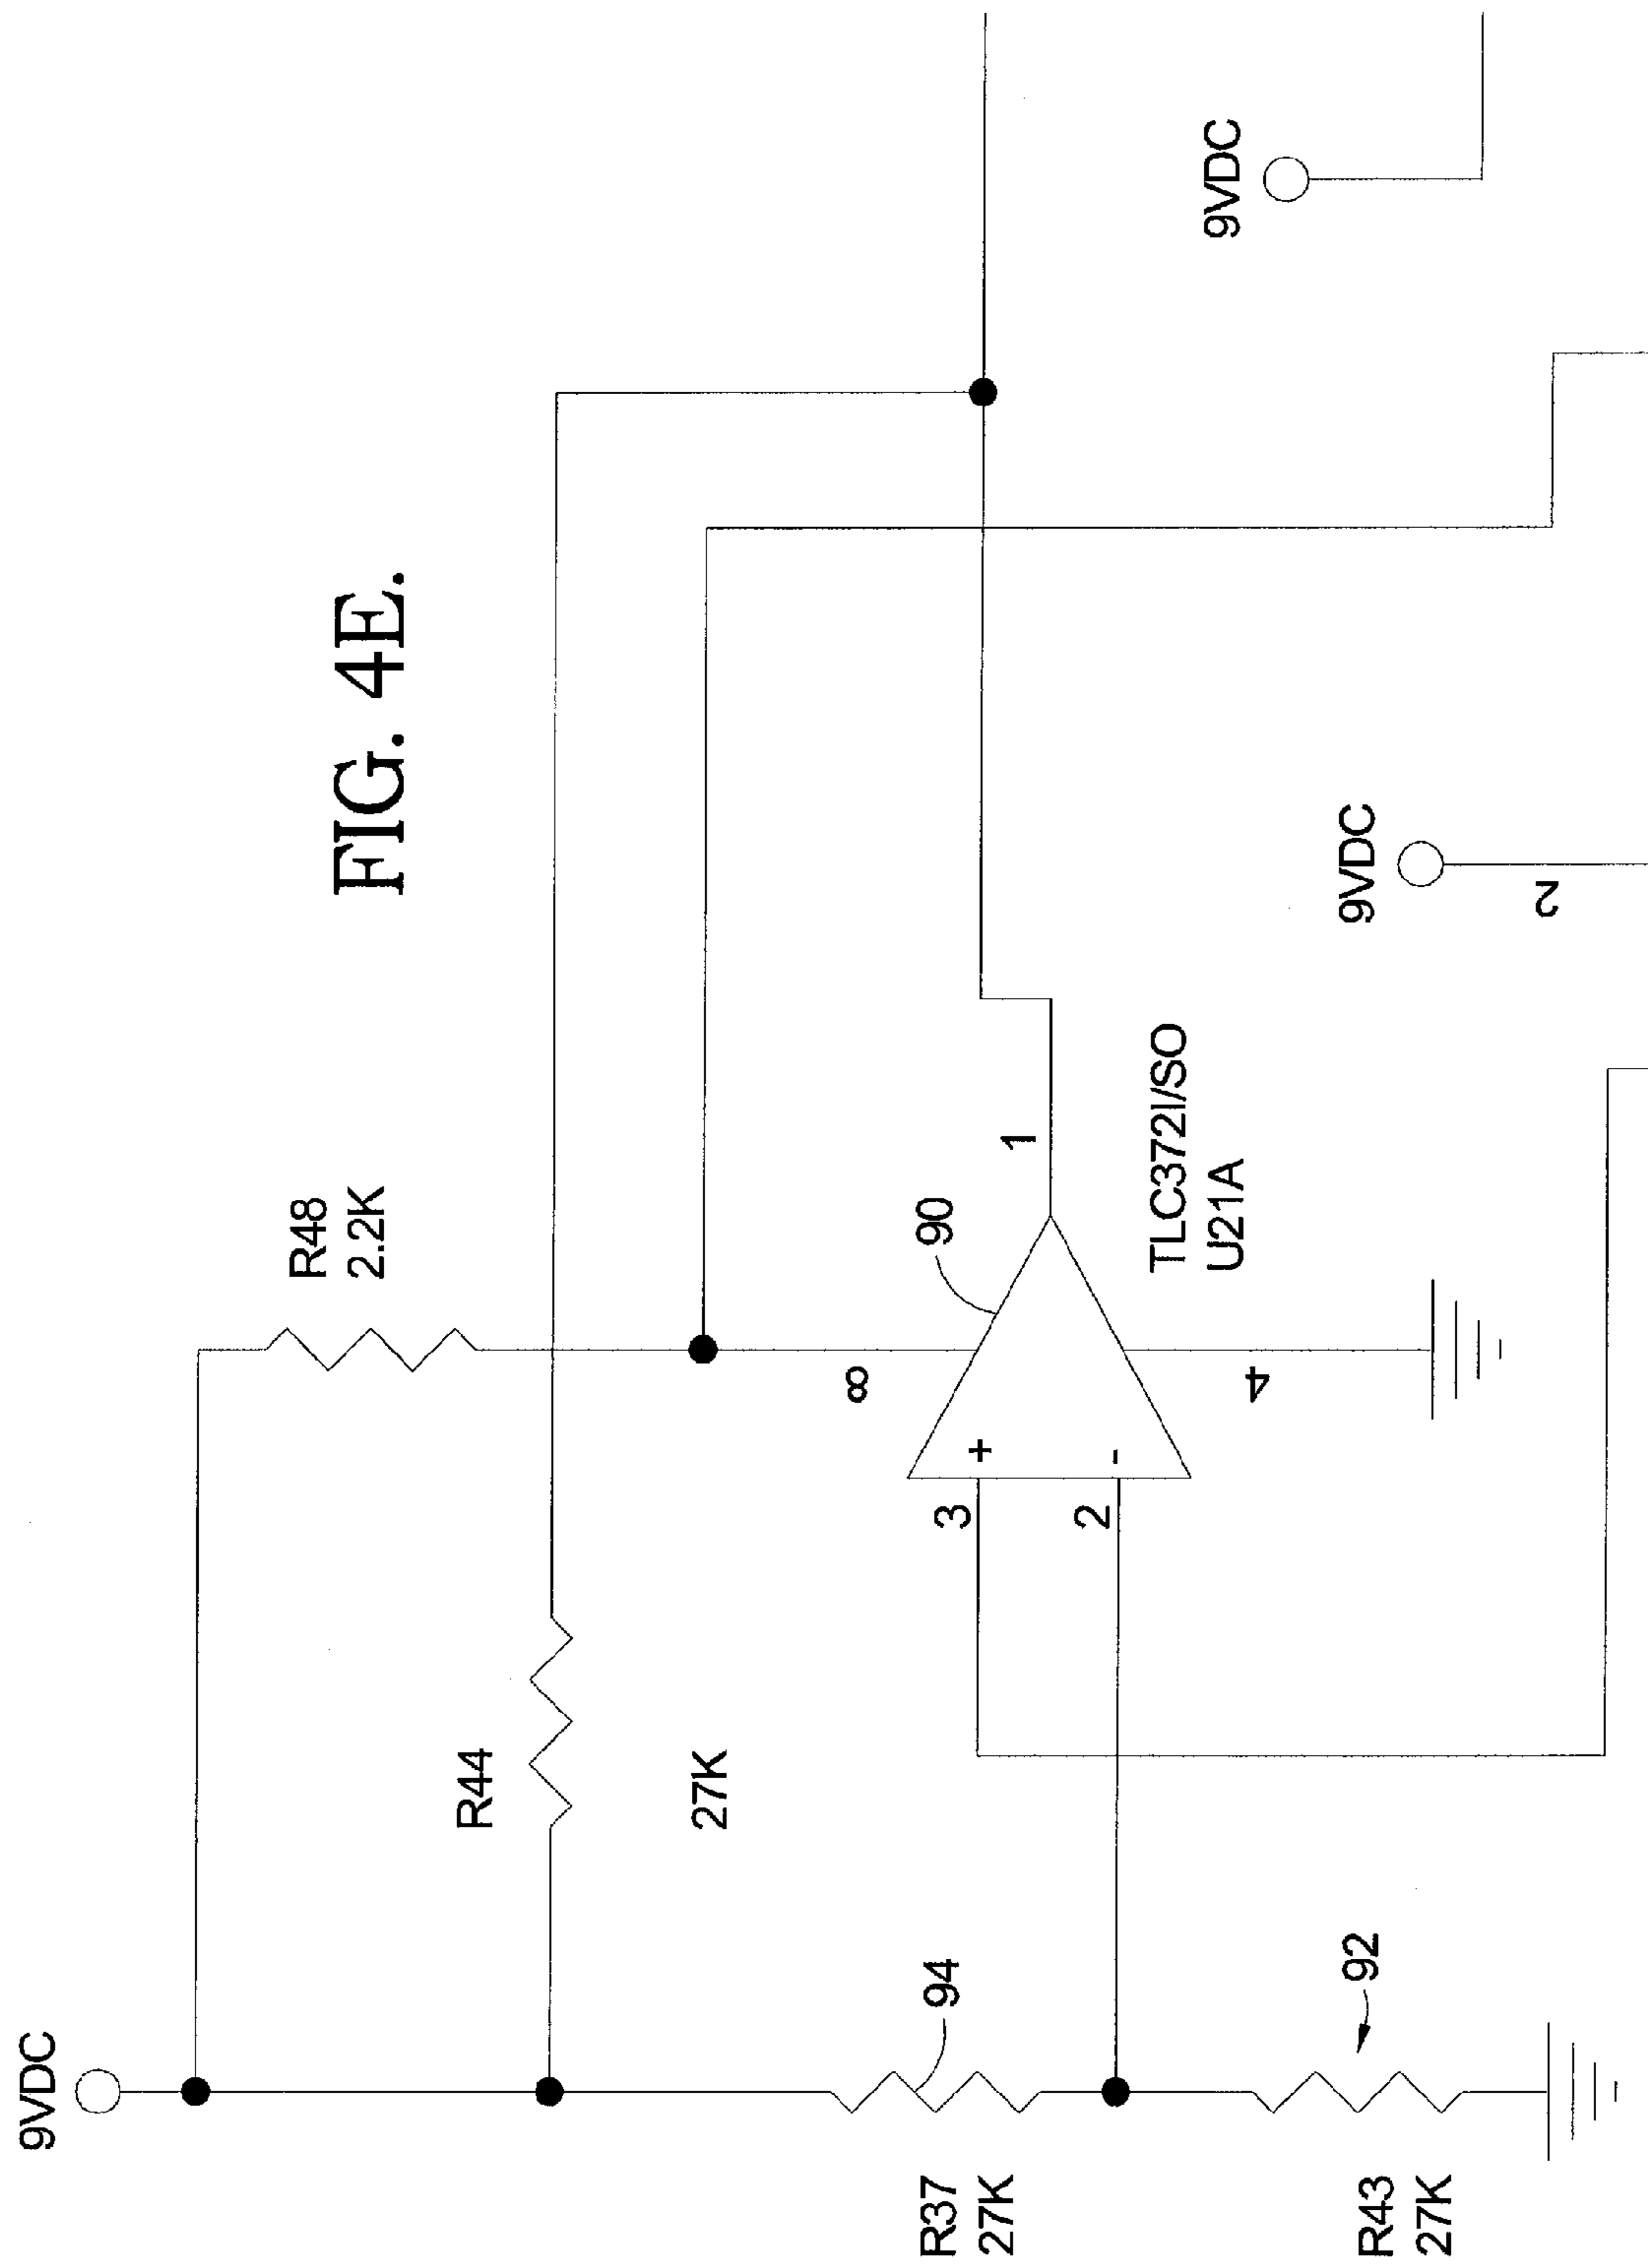 FIG. 4E.
9VDC
R48
2.2K
R44
27K
9VDC
90
8
1
3
+
2
-
94
R37
27K
4
TLC372I/SO
U21A
9VDC
2
92
R43
27K